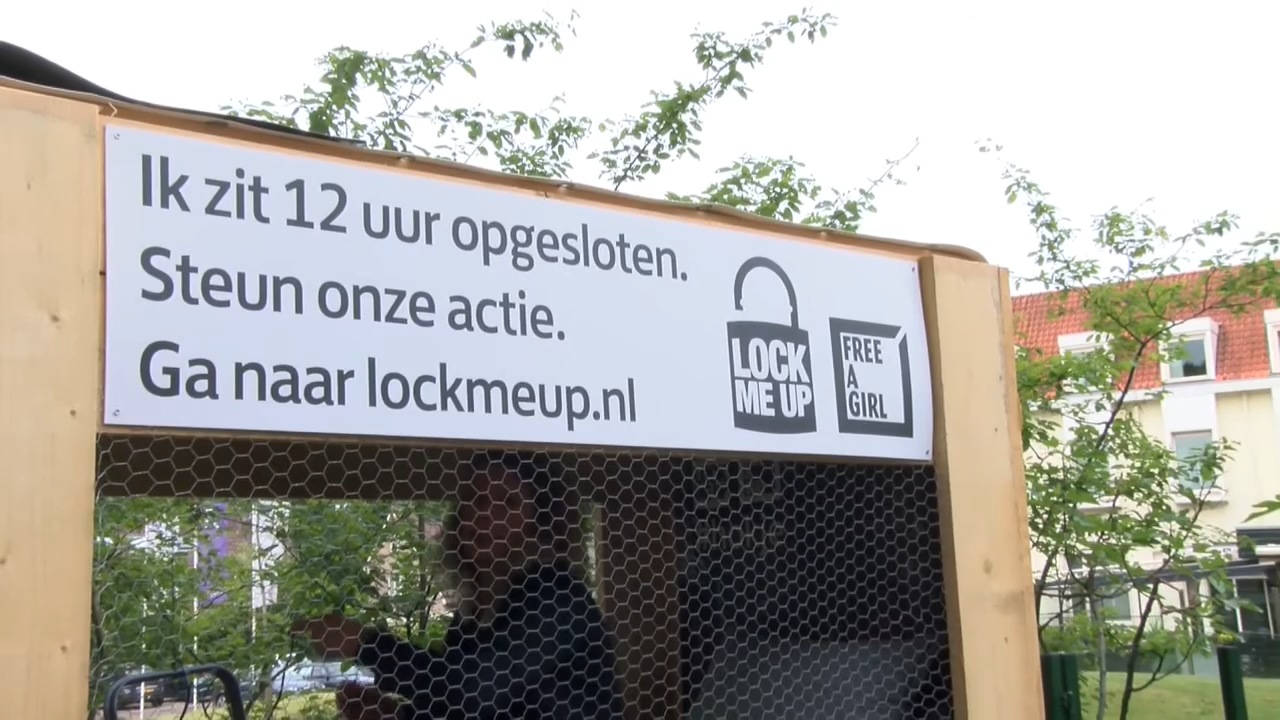 Ik zit 12 uur opgesloten.
Steun onze actie.
Ga naar lockmeup.nl
LOCK
ME UP
FREE
A
GIRL